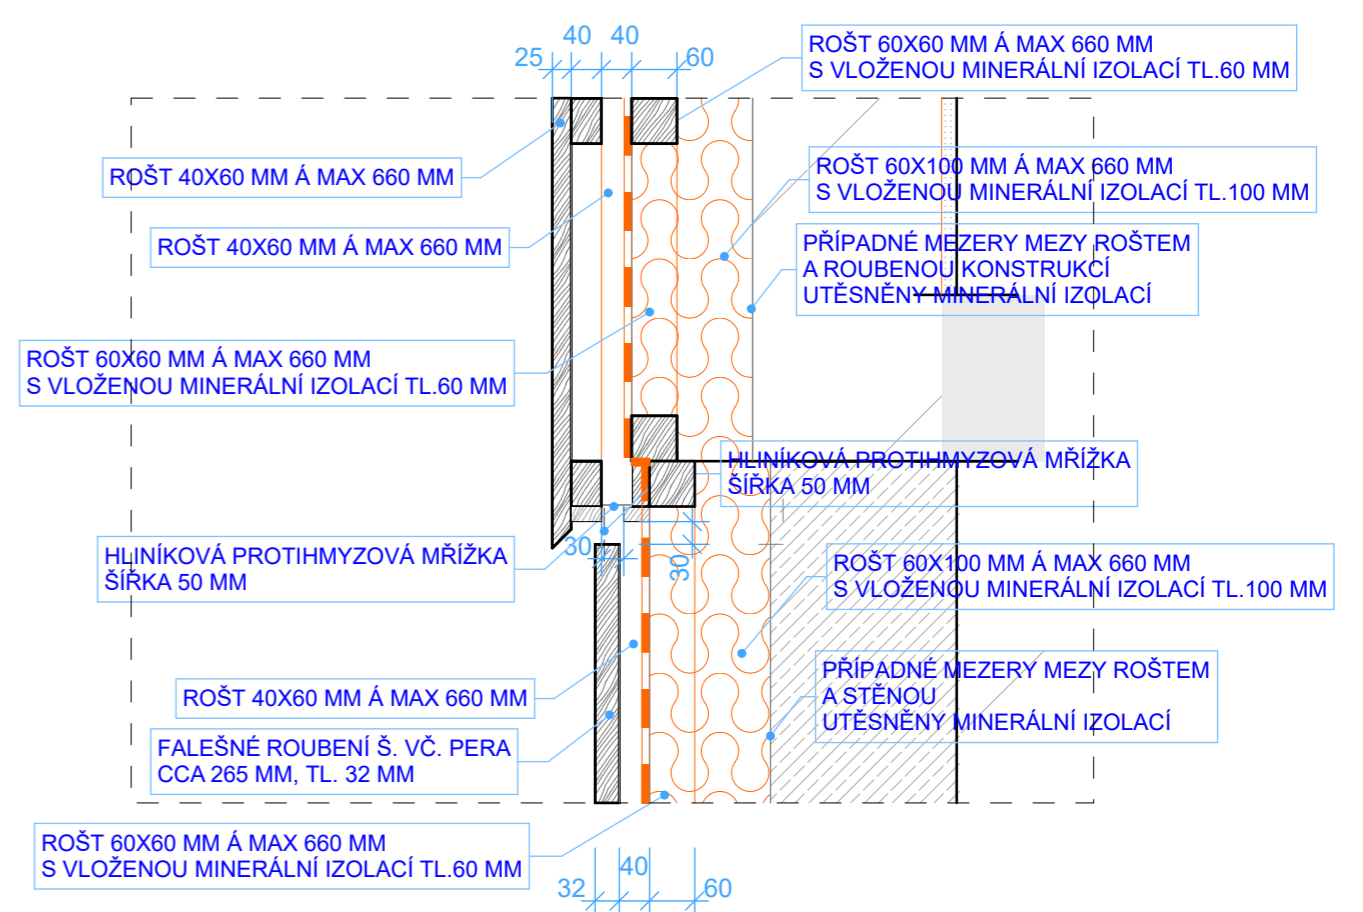 25
40
40
60
ROŠT 60X60 MM Á MAX 660 MM
S VLOŽENOU MINERÁLNÍ IZOLACÍ TL.60 MM
ROŠT 40X60 MM Á MAX 660 MM
ROŠT 60X100 MM Á MAX 660 MM
S VLOŽENOU MINERÁLNÍ IZOLACÍ TL.100 MM
ROŠT 40X60 MM Á MAX 660 MM
PŘÍPADNÉ MEZERY MEZY ROŠTEM
A ROUBENOU KONSTRUKCÍ
UTĚSNĚNY MINERÁLNÍ IZOLACÍ
ROŠT 60X60 MM Á MAX 660 MM
S VLOŽENOU MINERÁLNÍ IZOLACÍ TL.60 MM
HLINÍKOVÁ PROTIHMYZOVÁ MŘÍŽKA
ŠÍŘKA 50 MM
HLINÍKOVÁ PROTIHMYZOVÁ MŘÍŽKA
ŠÍŘKA 50 MM
30
30
ROŠT 60X100 MM Á MAX 660 MM
S VLOŽENOU MINERÁLNÍ IZOLACÍ TL.100 MM
ROŠT 40X60 MM Á MAX 660 MM
PŘÍPADNÉ MEZERY MEZY ROŠTEM
A STĚNOU
UTĚSNĚNY MINERÁLNÍ IZOLACÍ
FALEŠNÉ ROUBENÍ Š. VČ. PERA
CCA 265 MM, TL. 32 MM
ROŠT 60X60 MM Á MAX 660 MM
S VLOŽENOU MINERÁLNÍ IZOLACÍ TL.60 MM
32
40
60